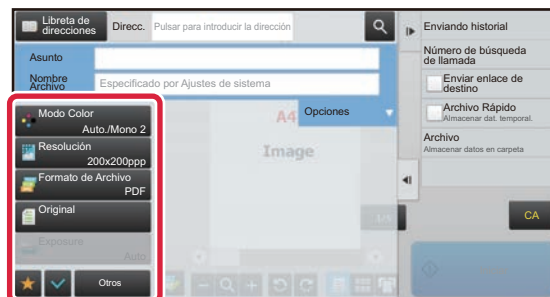 Libreta de
direcciones
Direcc.
Pulsar para introducir la dirección
Asunto
Nombre
Archivo
Especificado por Ajustes de sistema
Opciones
Modo Color
Auto./Mono 2
Resolución
200x200ppp
Formato de Archivo
PDF
Original
Exposure
Auto
Otros
A4
Image
1/1
Enviando historial
Número de búsqueda
de llamada
Enviar enlace de
destino
Archivo Rápido
Almacenar dat. temporal.
Archivo
Almacenar datos en carpeta
CA